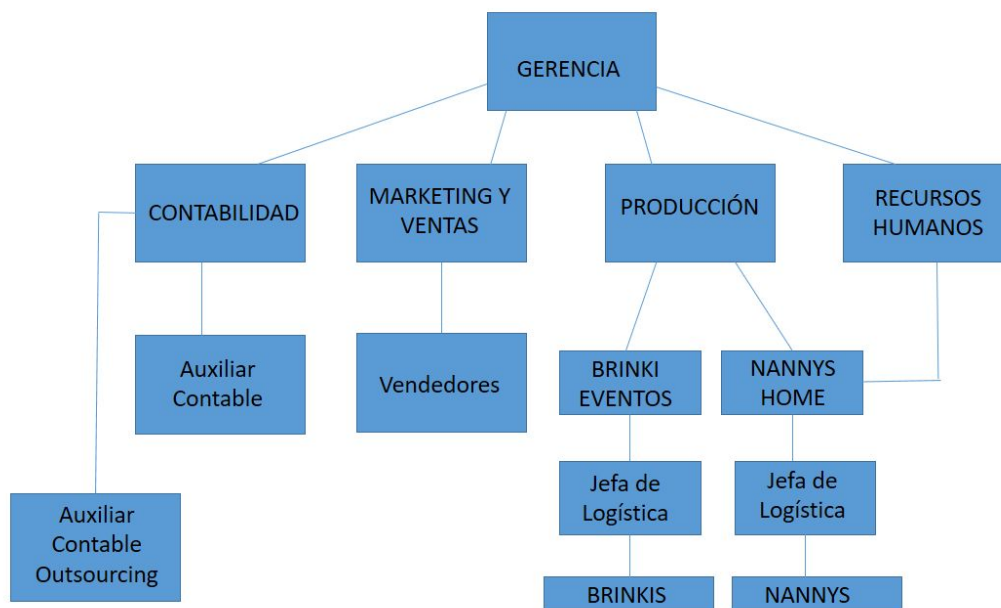 GERENCIA
CONTABILIDAD
MARKETING Y
VENTAS
PRODUCCIÓN
RECURSOS
HUMANOS
Auxiliar
Contable
Vendedores
BRINKI
EVENTOS
NANNYS
HOME
Jefa de
Logística
Jefa de
Logística
Auxiliar
Contable
Outsourcing
BRINKIS
NANNYS